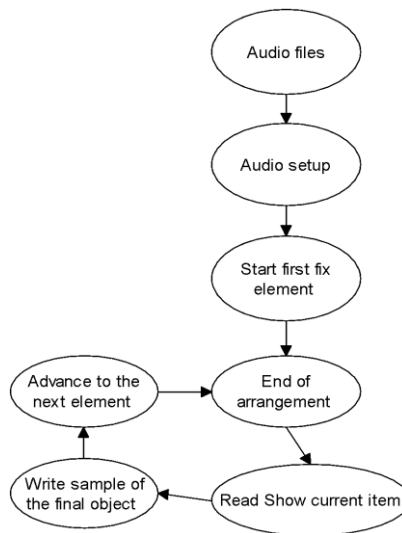 Audio files
Audio setup
Start first fix
element
Advance to the
next element
End of
arrangement
Write sample of
the final object
Read Show current item